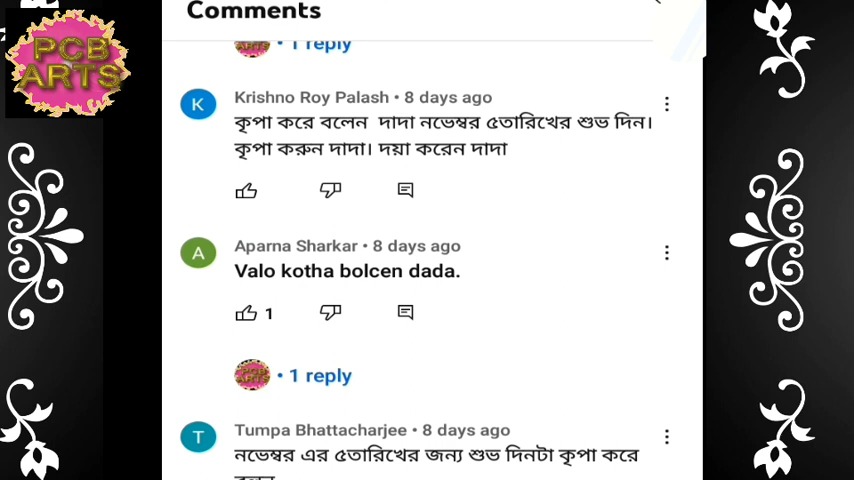 PCB
ARTS
Comments
• 1 reply
K
Krishno Roy Palash • 8 days ago
কৃপা করে বলেন দাদা নভেম্বর ৫তারিখের শুভ দিন।
কৃপা করুন দাদা। দয়া করেন দাদা
A
Aparna Sharkar • 8 days ago
Valo kotha bolcen dada.
1
• 1 reply
T
Tumpa Bhattacharjee • 8 days ago
নভেম্বর এর ৫তারিখের জন্য শুভ দিনটা কৃপা করে